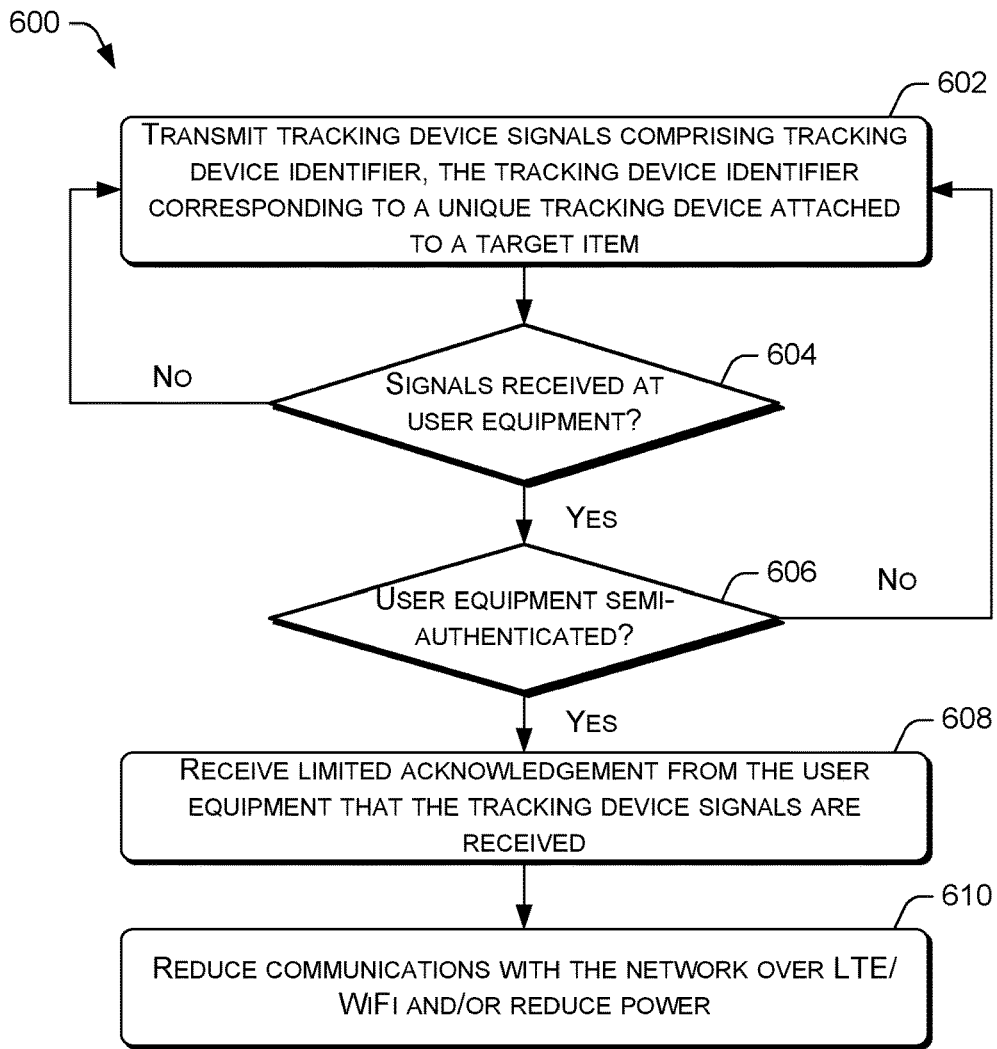 600
602
TRANSMIT TRACKING DEVICE SIGNALS COMPRISING TRACKING
DEVICE IDENTIFIER, THE TRACKING DEVICE IDENTIFIER
CORRESPONDING TO A UNIQUE TRACKING DEVICE ATTACHED
TO A TARGET ITEM
604
NO
SIGNALS RECEIVED AT
USER EQUIPMENT?
YES
606
NO
USER EQUIPMENT SEMI-
AUTHENTICATED?
YES
608
RECEIVE LIMITED ACKNOWLEDGEMENT FROM THE USER
EQUIPMENT THAT THE TRACKING DEVICE SIGNALS ARE
RECEIVED
610
REDUCE COMMUNICATIONS WITH THE NETWORK OVER LTE/
WIFI AND/OR REDUCE POWER